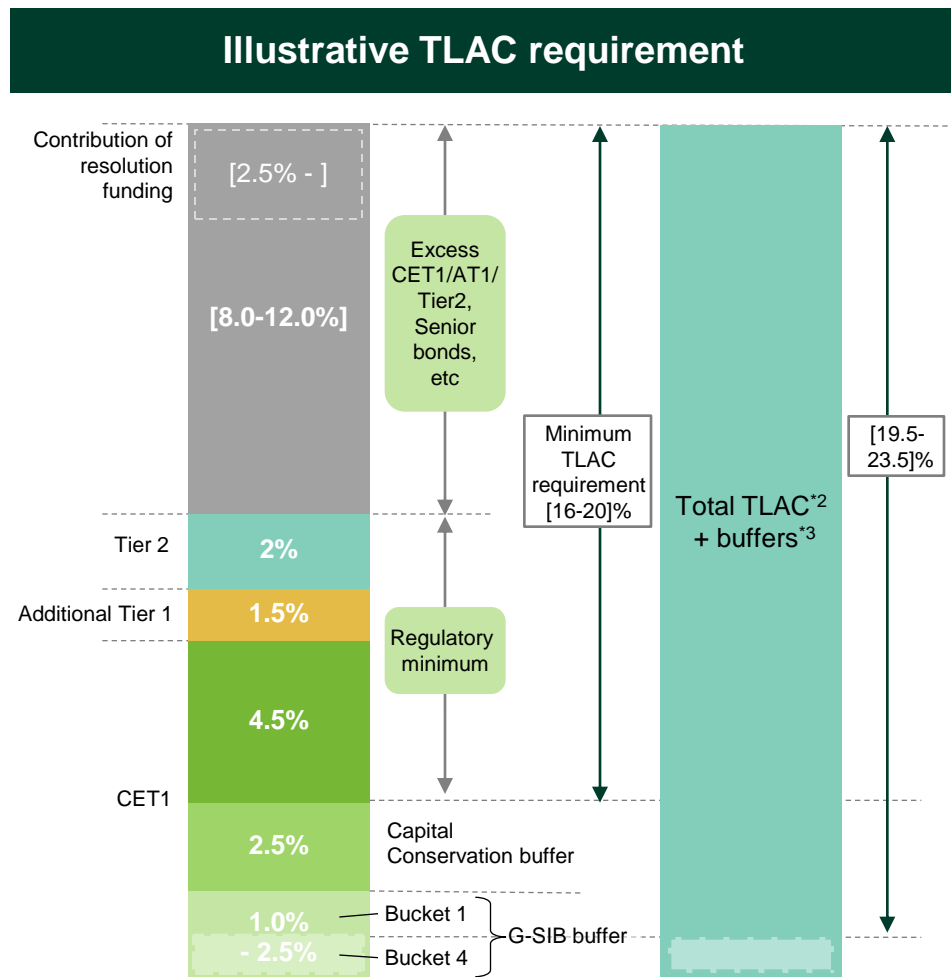 Illustrative TLAC requirement
Contribution of
resolution
funding
[2.5% - ]
[8.0-12.0%]
Excess
CET1/AT1/
Tier2,
Senior
bonds,
etc
Minimum
TLAC
requirement
[16-20]%
Total TLAC*2
+ buffers*3
[19.5-
23.5]%
Tier 2
2%
Additional Tier 1
1.5%
Regulatory
minimum
4.5%
CET1
2.5%
Capital
Conservation buffer
1.0%
Bucket 1
G-SIB buffer
- 2.5%
Bucket 4